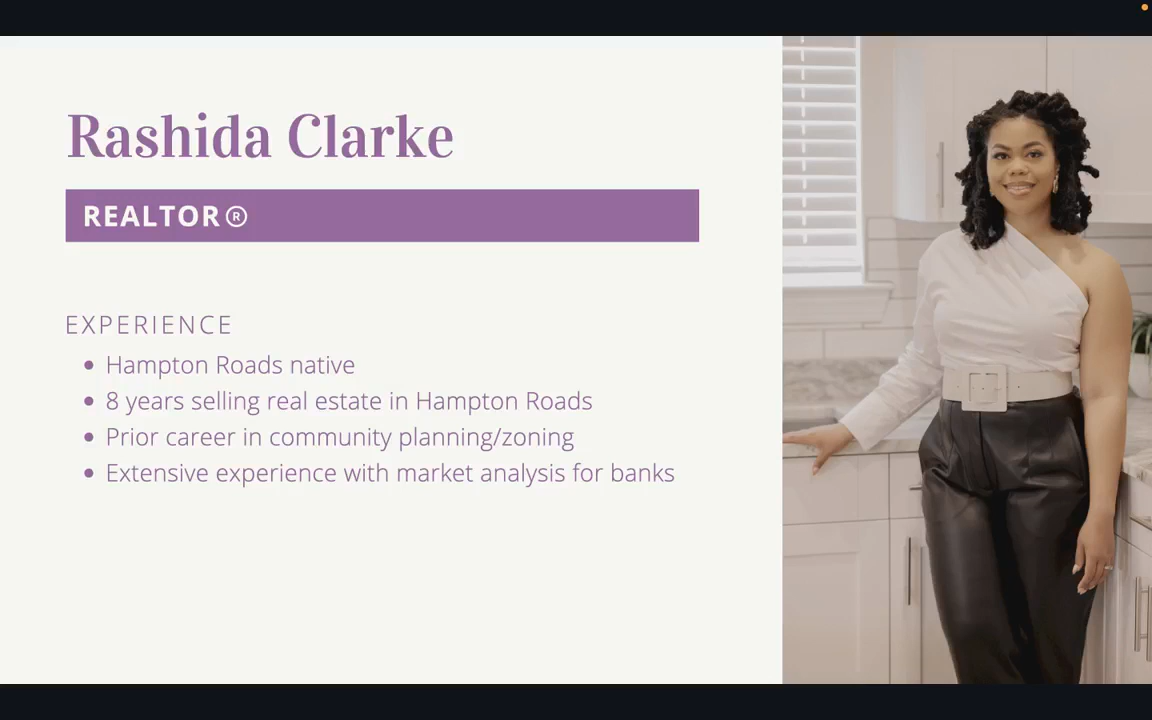 Rashida Clarke
REALTOR®
EXPERIENCE
• Hampton Roads native
• 8 years selling real estate in Hampton Roads
• Prior career in community planning/zoning
• Extensive experience with market analysis for banks